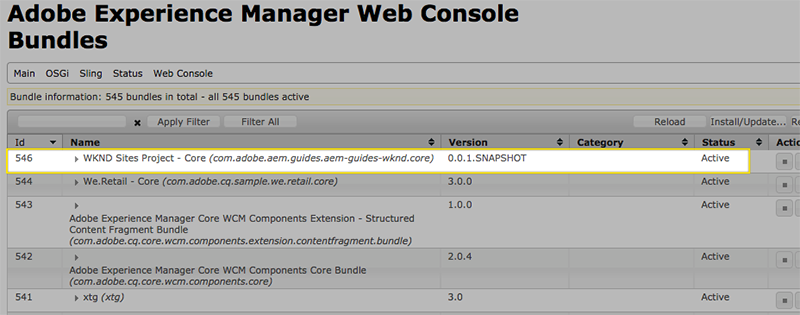 Adobe Experience Manager Web Console
Bundles
Main OSGi Sling Status Web Console
Bundle information: 545 bundles in total - all 545 bundles active
Apply Filter Filter All Reload Install/Update... Re
Id Name Version Category Status Actio
546 WKND Sites Project - Core (com.adobe.aem.guides.aem-guides-wknd.core) 0.0.1.SNAPSHOT Active
544 We.Retail - Core (com.adobe.cq.sample.we.retail.core) 3.0.0 Active
543 1.0.0 Active
Adobe Experience Manager Core WCM Components Extension - Structured
Content Fragment Bundle
(com.adobe.cq.core.wcm.components.extension.contentfragment.bundle)
542 2.0.4 Active
Adobe Experience Manager Core WCM Components Core Bundle
(com.adobe.cq.core.wcm.components.core)
541 xtg (xtg) 3.0 Active